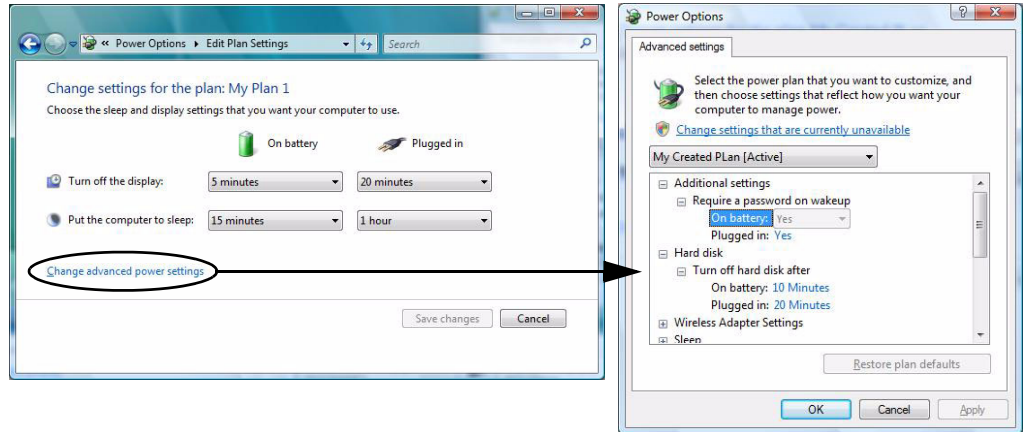 « Power Options ▸ Edit Plan Settings
Search
Change settings for the plan: My Plan 1
Choose the sleep and display settings that you want your computer to use.
On battery Plugged in
Turn off the display: 5 minutes 20 minutes
Put the computer to sleep: 15 minutes 1 hour
Change advanced power settings
Save changes Cancel
Power Options
Advanced settings
Select the power plan that you want to customize, and
then choose settings that reflect how you want your
computer to manage power.
Change settings that are currently unavailable
My Created PLan [Active]
Additional settings
Require a password on wakeup
On battery: Yes
Plugged in: Yes
Hard disk
Turn off hard disk after
On battery: 10 Minutes
Plugged in: 20 Minutes
Wireless Adapter Settings
Sleep
Restore plan defaults
OK Cancel Apply